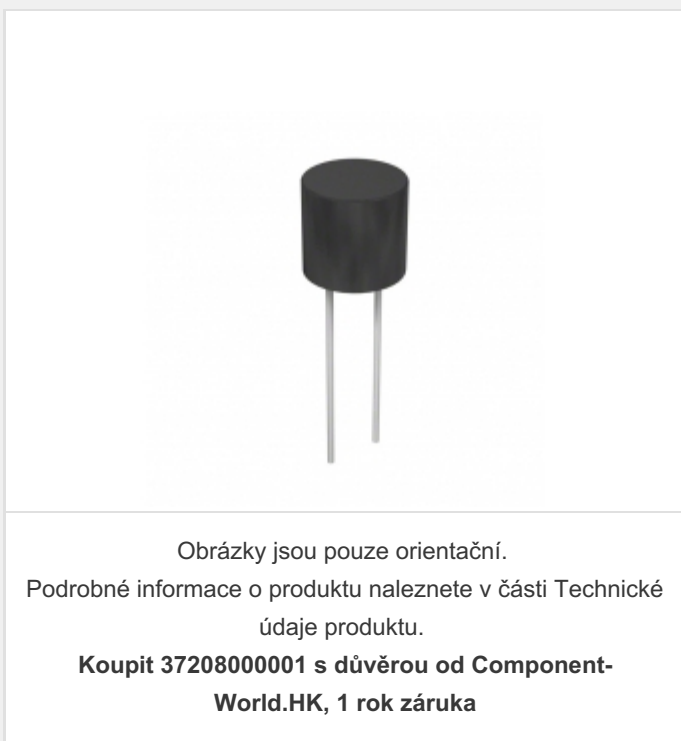 Obrázky jsou pouze orientační.
Podrobné informace o produktu naleznete v části Technické
údaje produktu.
Koupit 37208000001 s důvěrou od Component-
World.HK, 1 rok záruka